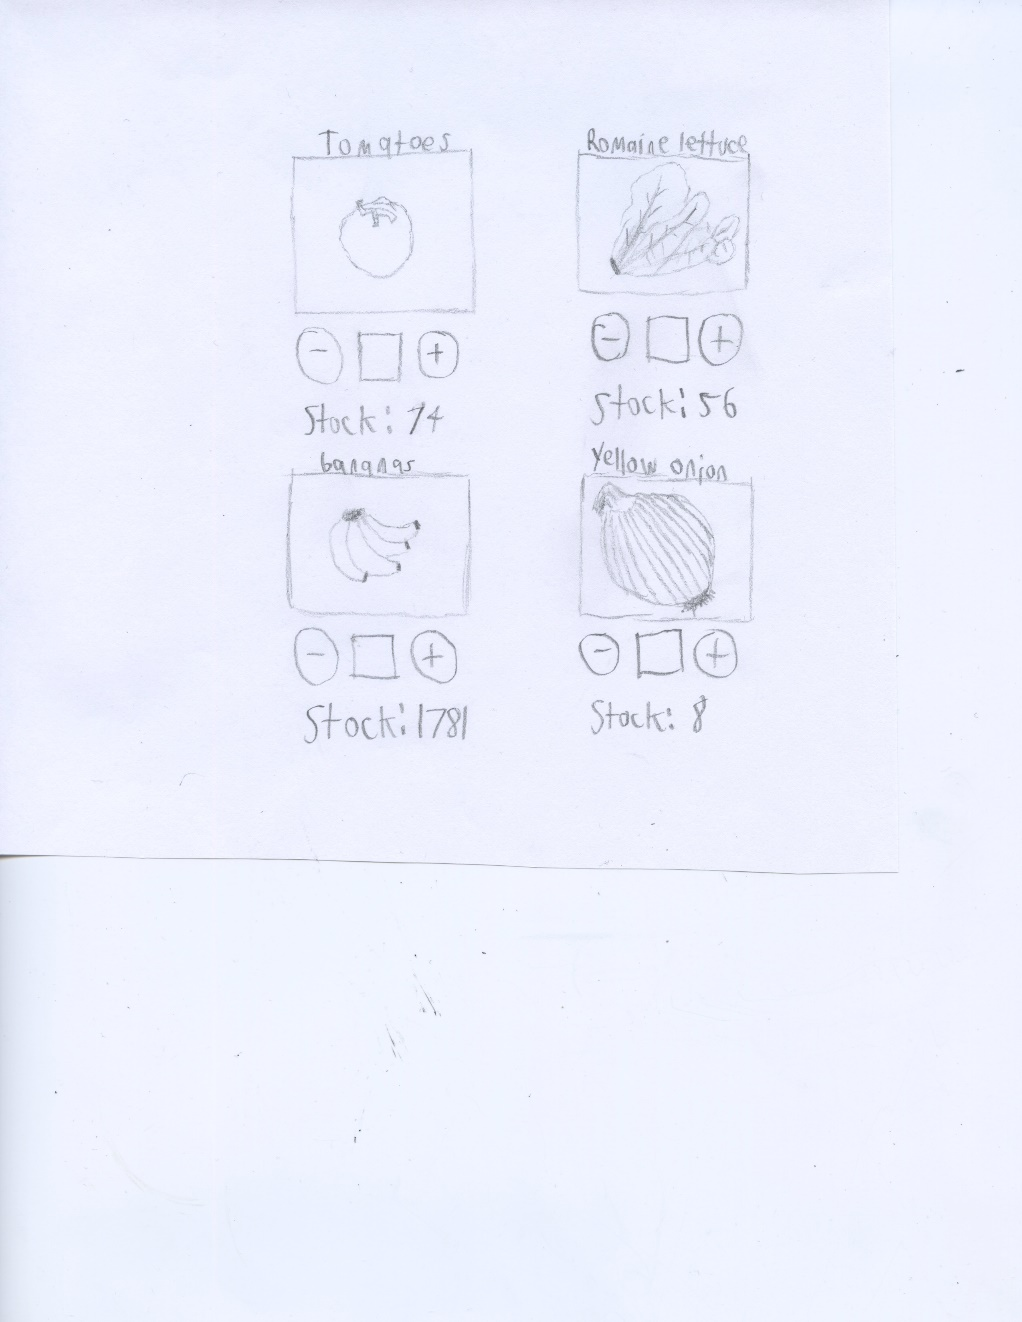 Tomatoes
Romaine lettuce
-
+
-
+
Stock: 74
Stock: 56
bananas
Yellow onion
-
+
-
+
Stock: 1781
Stock: 8